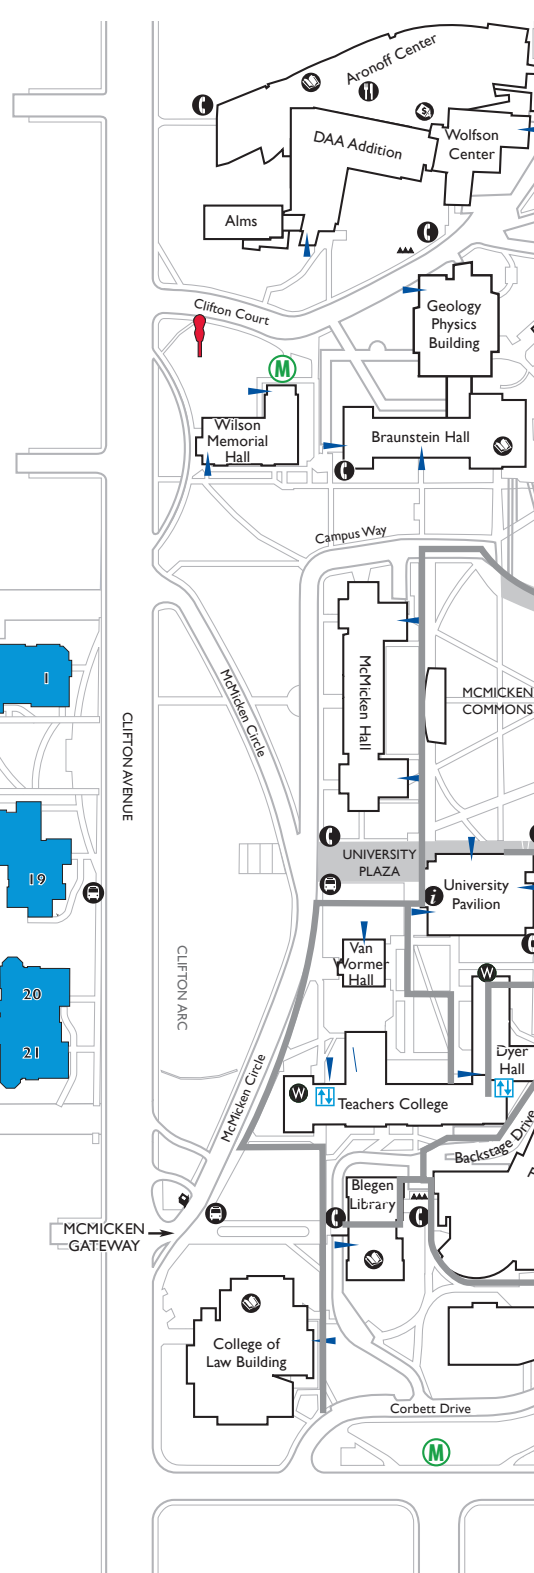 Aronoff Center
DAA Addition
Wolfson
Center
Alms
Clifton Court
Geology
Physics
Building
M
Wilson
Memorial
Hall
Braunstein Hall
Campus Way
McMicken Circle
McMicken Hall
MCMICKEN
COMMONS
1
CLIFTON AVENUE
UNIVERSITY
PLAZA
19
i
University
Pavilion
Van
Wormer
Hall
CLIFTON ARC
W
20
21
Dyer
Hall
McMicken Circle
W
Teachers College
Backstage Drive
Blegen
Library
MCMICKEN
GATEWAY
College of
Law Building
Corbett Drive
M